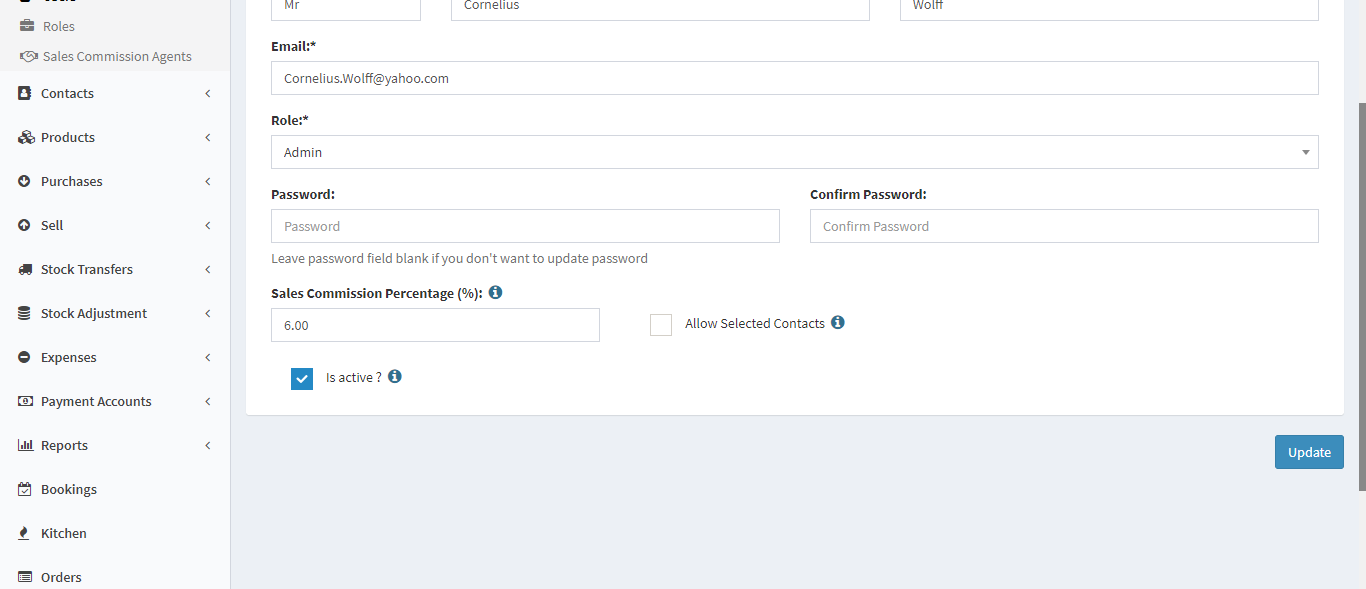 Roles
Sales Commission Agents
Contacts
Products
Purchases
Sell
Stock Transfers
Stock Adjustment
Expenses
Payment Accounts
Reports
Bookings
Kitchen
Orders
Mr Cornelius Wolff
Email:*
Cornelius.Wolff@yahoo.com
Role:*
Admin
Password: Confirm Password:
Password Confirm Password
Leave password field blank if you don't want to update password
Sales Commission Percentage (%):
6.00 Allow Selected Contacts
Is active ?
Update